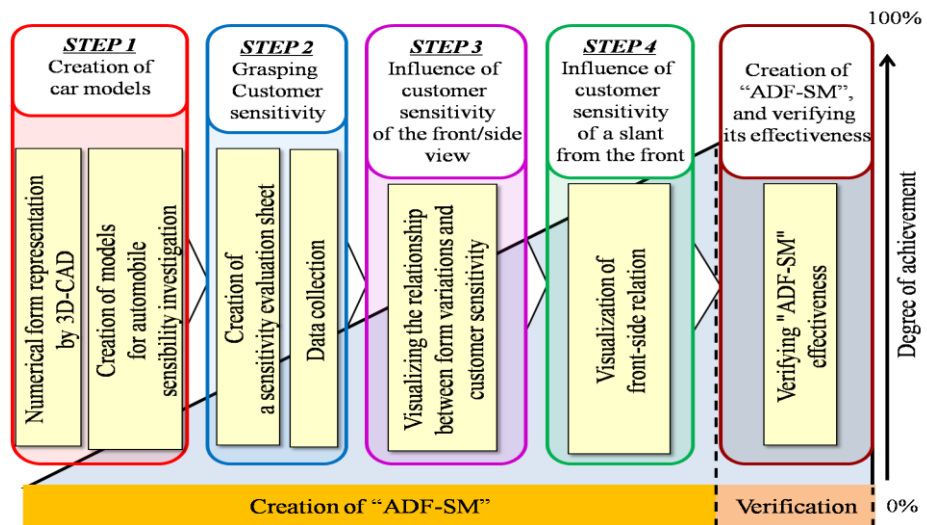 STEP 1
Creation of
car models
Numerical form representation
by 3D-CAD
Creation of models
for automobile
sensibility investigation
STEP 2
Grasping
Customer
sensitivity
Creation of
a sensitivity evaluation sheet
Data collection
STEP 3
Influence of
customer
sensitivity
of the front/side
view
Visualizing the relationship
between form variations and
customer sensitivity
STEP 4
Influence of
customer
sensitivity
of a slant
from the front
Visualization of
front-side relation
Creation of
“ADF-SM”,
and verifying
its effectiveness
Verifying "ADF-SM"
effectiveness
100%
Degree of achievement
0%
Creation of “ADF-SM”
Verification